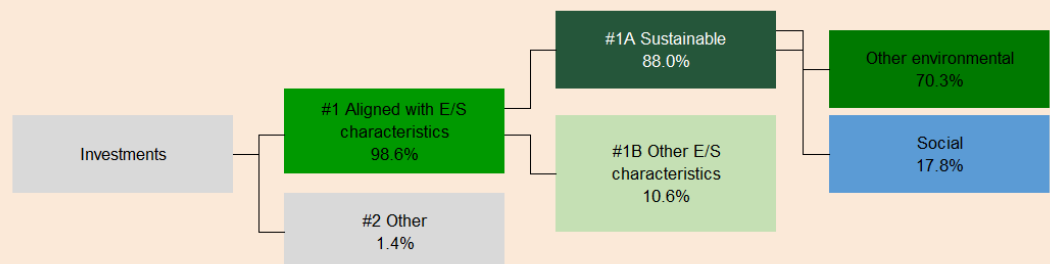 Investments
#1 Aligned with E/S
characteristics
98.6%
#2 Other
1.4%
#1A Sustainable
88.0%
#1B Other E/S
characteristics
10.6%
Other environmental
70.3%
Social
17.8%